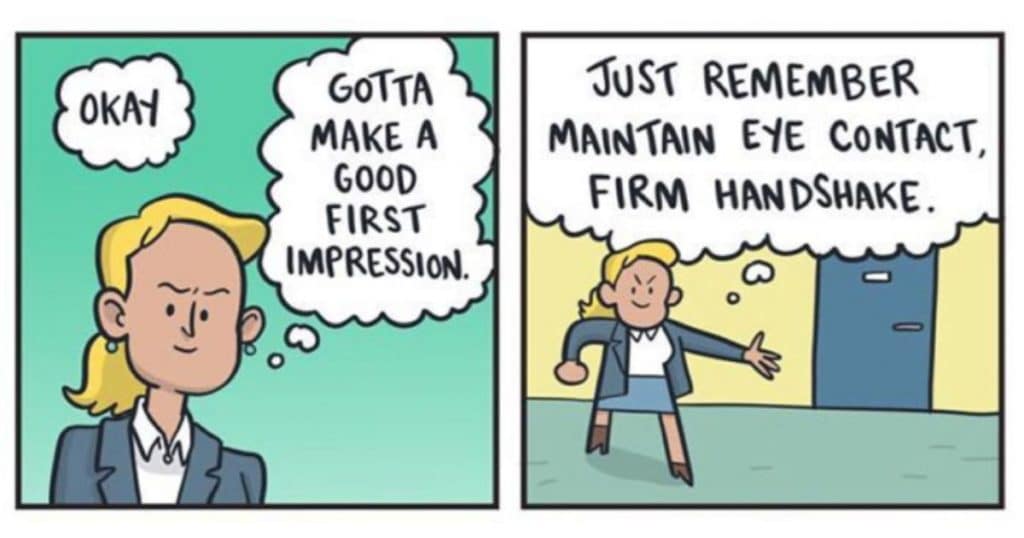 OKAY
GOTTA
MAKE A
GOOD
FIRST
IMPRESSION.
JUST REMEMBER
MAINTAIN EYE CONTACT,
FIRM HANDSHAKE.